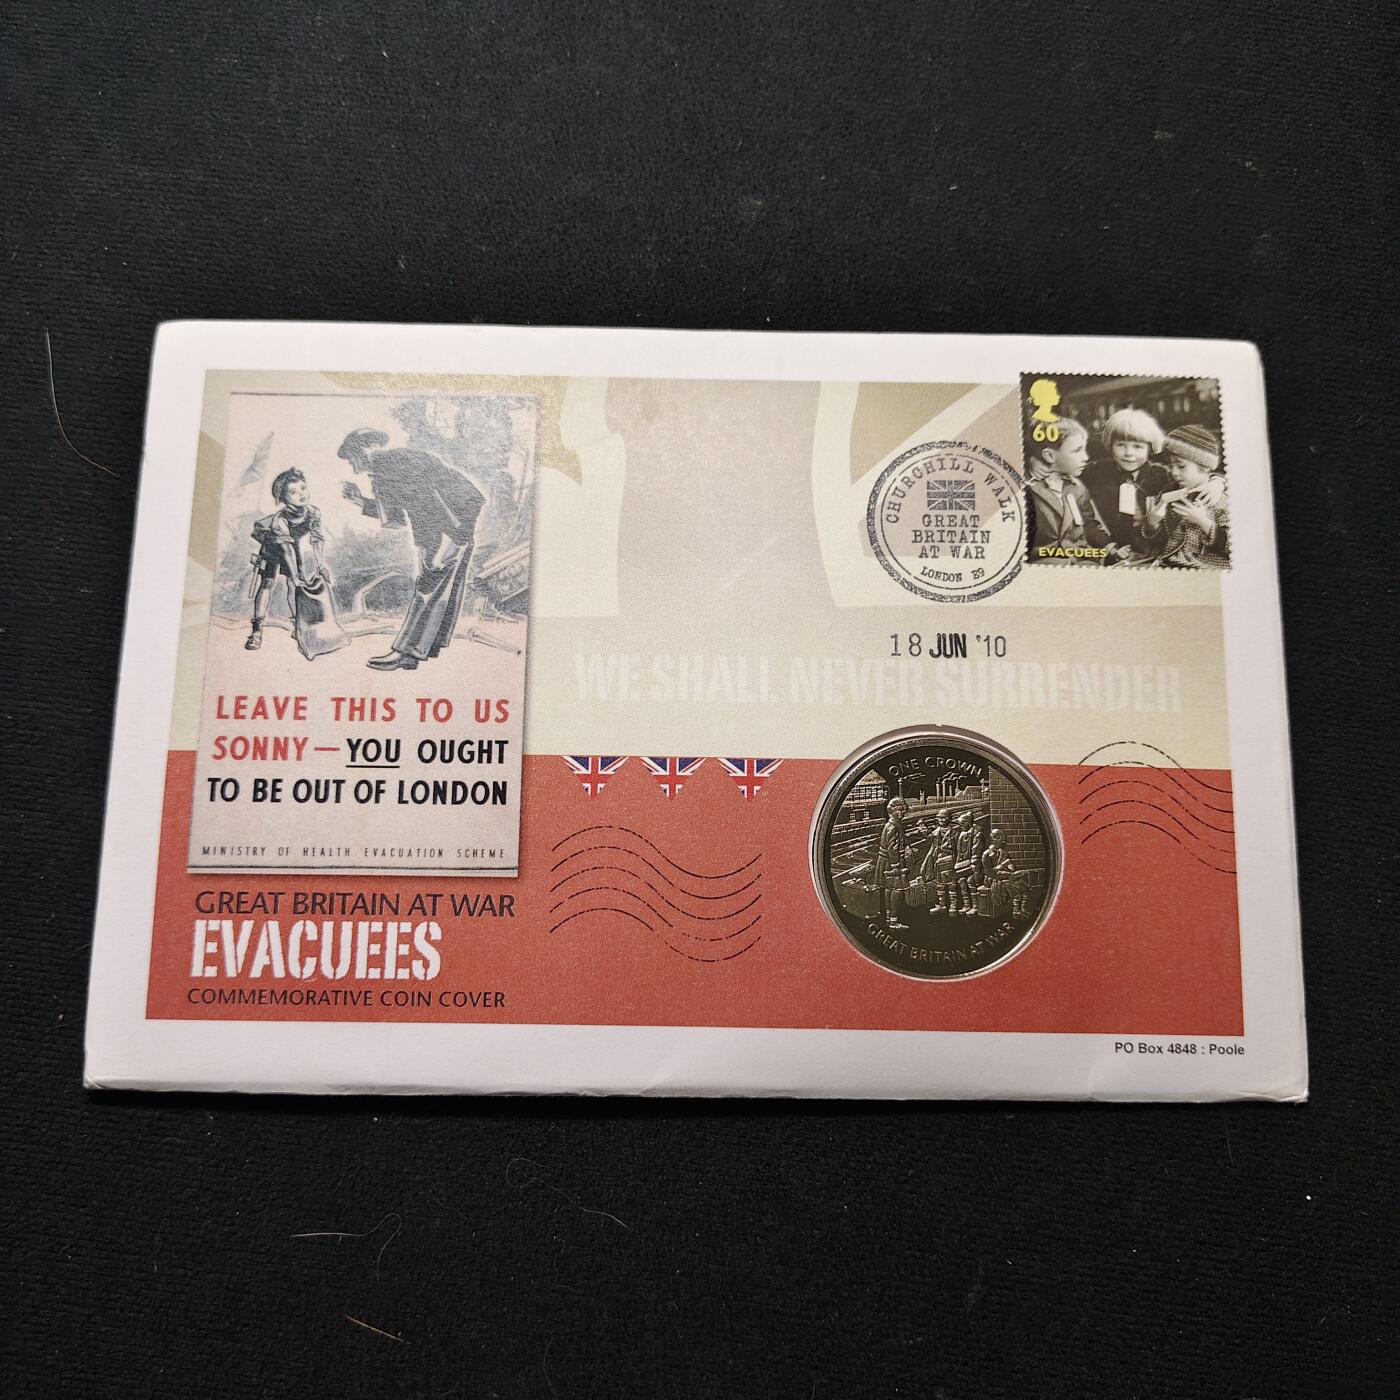 60
EVACUEES
CHURCHILL WALK
GREAT
BRITAIN
AT WAR
LONDON E9
18 JUN '10
WE SHALL NEVER SURRENDER
LEAVE THIS TO US
SONNY—YOU OUGHT
TO BE OUT OF LONDON
MINISTRY OF HEALTH EVACUATION SCHEME
GREAT BRITAIN AT WAR
EVACUEES
COMMEMORATIVE COIN COVER
ONE CROWN
GREAT BRITAIN AT WAR
PO Box 4848 : Poole